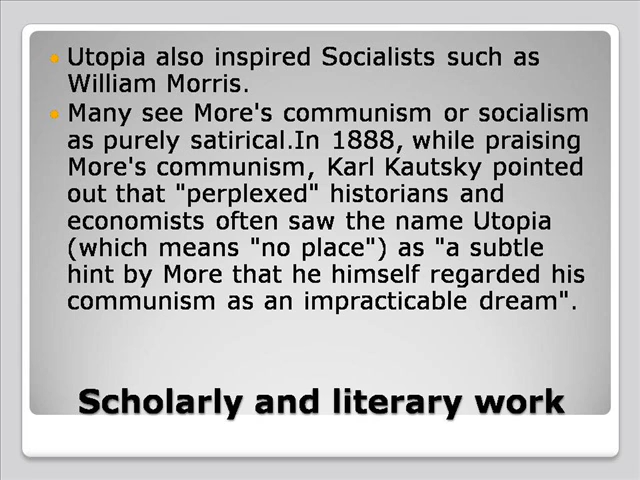 Utopia also inspired Socialists such as
William Morris.
Many see More's communism or socialism
as purely satirical.In 1888, while praising
More's communism, Karl Kautsky pointed
out that "perplexed" historians and
economists often saw the name Utopia
(which means "no place") as "a subtle
hint by More that he himself regarded his
communism as an impracticable dream".
Scholarly and literary work